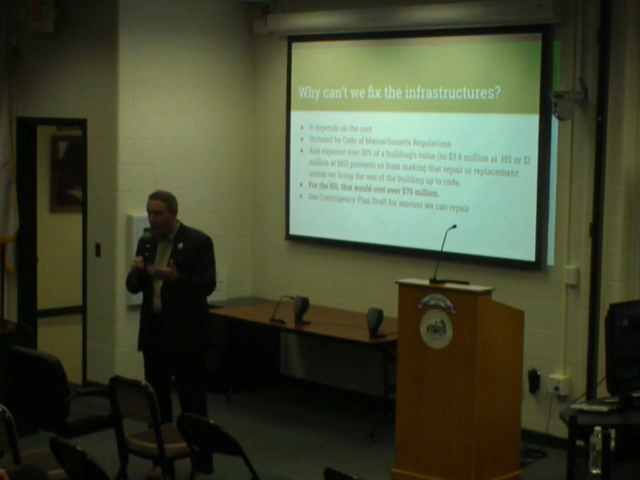 Why can't we fix the infrastructures?
It depends on the cost
Dictated by Code of Massachusetts Regulations
Any expense over 30% of a building's value (so $3.6 million at HS or $1
million at MS) prevents us from making that repair or replacement
unless we bring the rest of the building up to code.
For the HS, that would cost over $70 million.
See Contingency Plan Draft for amount we can repair